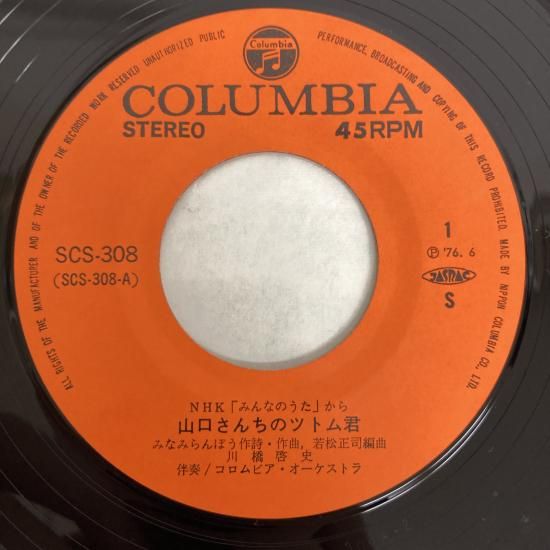 ALL RIGHTS OF THE MANUFACTURER AND OF THE OWNER OF THE RECORDED WORK RESERVED UNAUTHORIZED PUBLIC PERFORMANCE, BROADCASTING AND COPYING OF THIS RECORD PROHIBITED. MADE BY NIPPON COLUMBIA CO., LTD.
Columbia
COLUMBIA
STEREO 45RPM
SCS-308
(SCS-308-A)
1
Ⓟ '76. 6
JASRAC
S
NHK「みんなのうた」から
山口さんちのツトム君
みなみらんぼう作詩・作曲, 若松正司編曲
川橋啓史
伴奏/コロムビア・オーケストラ